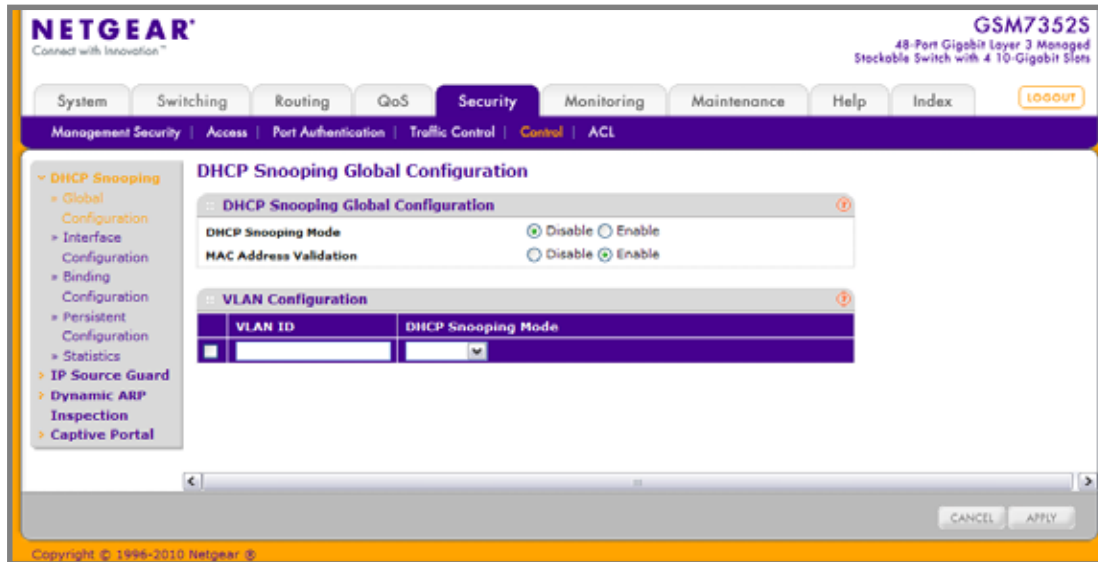 NETGEAR®
Connect with Innovation™
GSM7352S
48-Port Gigabit Layer 3 Managed
Stackable Switch with 4 10-Gigabit Slots
System Switching Routing QoS Security Monitoring Maintenance Help Index LOGOUT
Management Security | Access | Port Authentication | Traffic Control | Control | ACL
DHCP Snooping
» Global
Configuration
» Interface
Configuration
» Binding
Configuration
» Persistent
Configuration
» Statistics
IP Source Guard
Dynamic ARP
Inspection
Captive Portal
DHCP Snooping Global Configuration
DHCP Snooping Global Configuration
DHCP Snooping Mode Disable Enable
MAC Address Validation Disable Enable
VLAN Configuration
VLAN ID DHCP Snooping Mode
CANCEL APPLY
Copyright © 1996-2010 Netgear ®